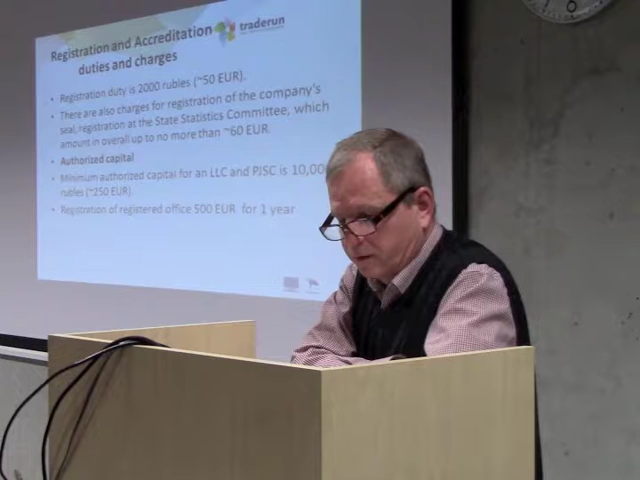 Registration and Accreditation
duties and charges
traderun
• Registration duty is 2000 rubles (~50 EUR).
• There are also charges for registration of the company's
seal, registration at the State Statistics Committee, which
amount in overall up to no more than ~60 EUR.
• Authorized capital
• Minimum authorized capital for an LLC and PJSC is 10,00
rubles (~250 EUR).
• Registration of registered office 500 EUR for 1 year